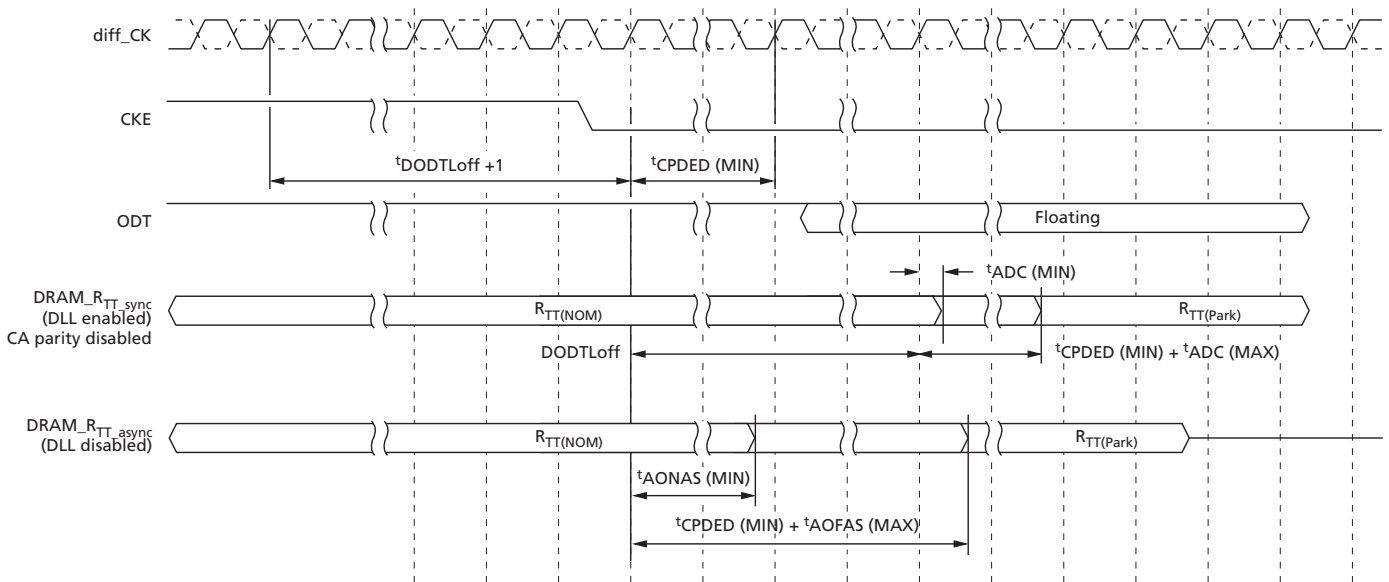 diff_CK
CKE
tDODTLoff +1
tCPDED (MIN)
ODT
Floating
tADC (MIN)
DRAM_RTT_sync
(DLL enabled)
CA parity disabled
RTT(NOM)
RTT(Park)
DODTLoff
tCPDED (MIN) + tADC (MAX)
DRAM_RTT_async
(DLL disabled)
RTT(NOM)
RTT(Park)
tAONAS (MIN)
tCPDED (MIN) + tAOFAS (MAX)